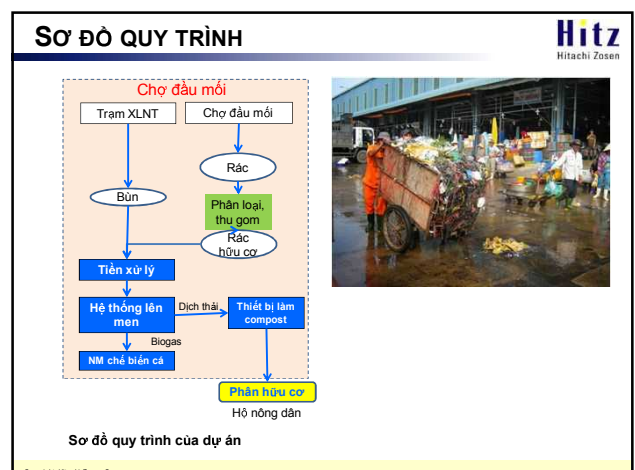 SƠ ĐỒ QUY TRÌNH
Hitz
Hitachi Zosen
Chợ đầu mối
Trạm XLNT
Chợ đầu mối
Rác
Bùn
Phân loại,
thu gom
Rác
hữu cơ
Tiền xử lý
Hệ thống lên
men
Dịch thải
Thiết bị làm
compost
Biogas
NM chế biến cá
Phân hữu cơ
Hộ nông dân
Sơ đồ quy trình của dự án